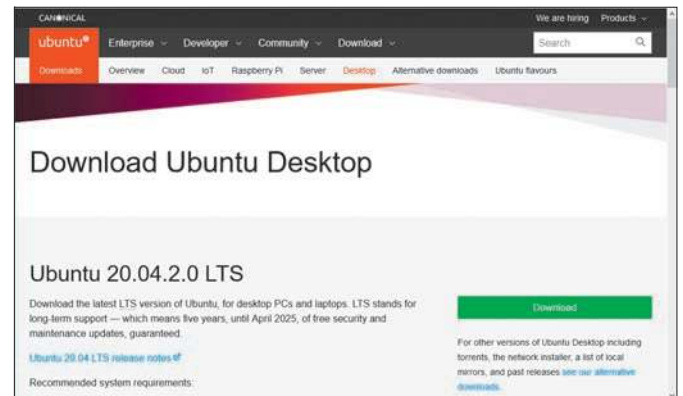 CANONICAL We are hiring Products
ubuntu® Enterprise Developer Community Download Search
Downloads Overview Cloud IoT Raspberry Pi Server Desktop Alternative downloads Ubuntu flavours
Download Ubuntu Desktop
Ubuntu 20.04.2.0 LTS
Download the latest LTS version of Ubuntu, for desktop PCs and laptops. LTS stands for
long-term support — which means five years, until April 2025, of free security and
maintenance updates, guaranteed.
Ubuntu 20.04 LTS release notes
Recommended system requirements:
Download
For other versions of Ubuntu Desktop including
torrents, the network installer, a list of local
mirrors, and past releases see our alternative
downloads.